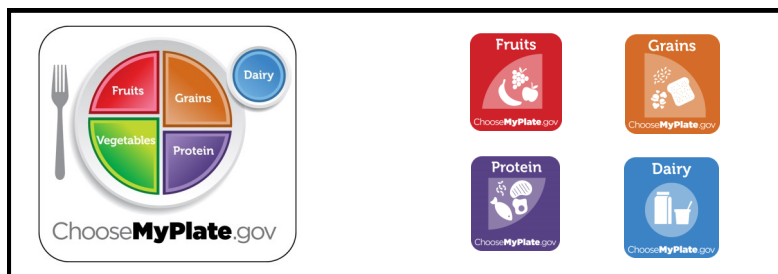 Fruits
Grains
Dairy
Vegetables
Protein
ChooseMyPlate.gov
Fruits
ChooseMyPlate.gov
Grains
ChooseMyPlate.gov
Protein
ChooseMyPlate.gov
Dairy
ChooseMyPlate.gov